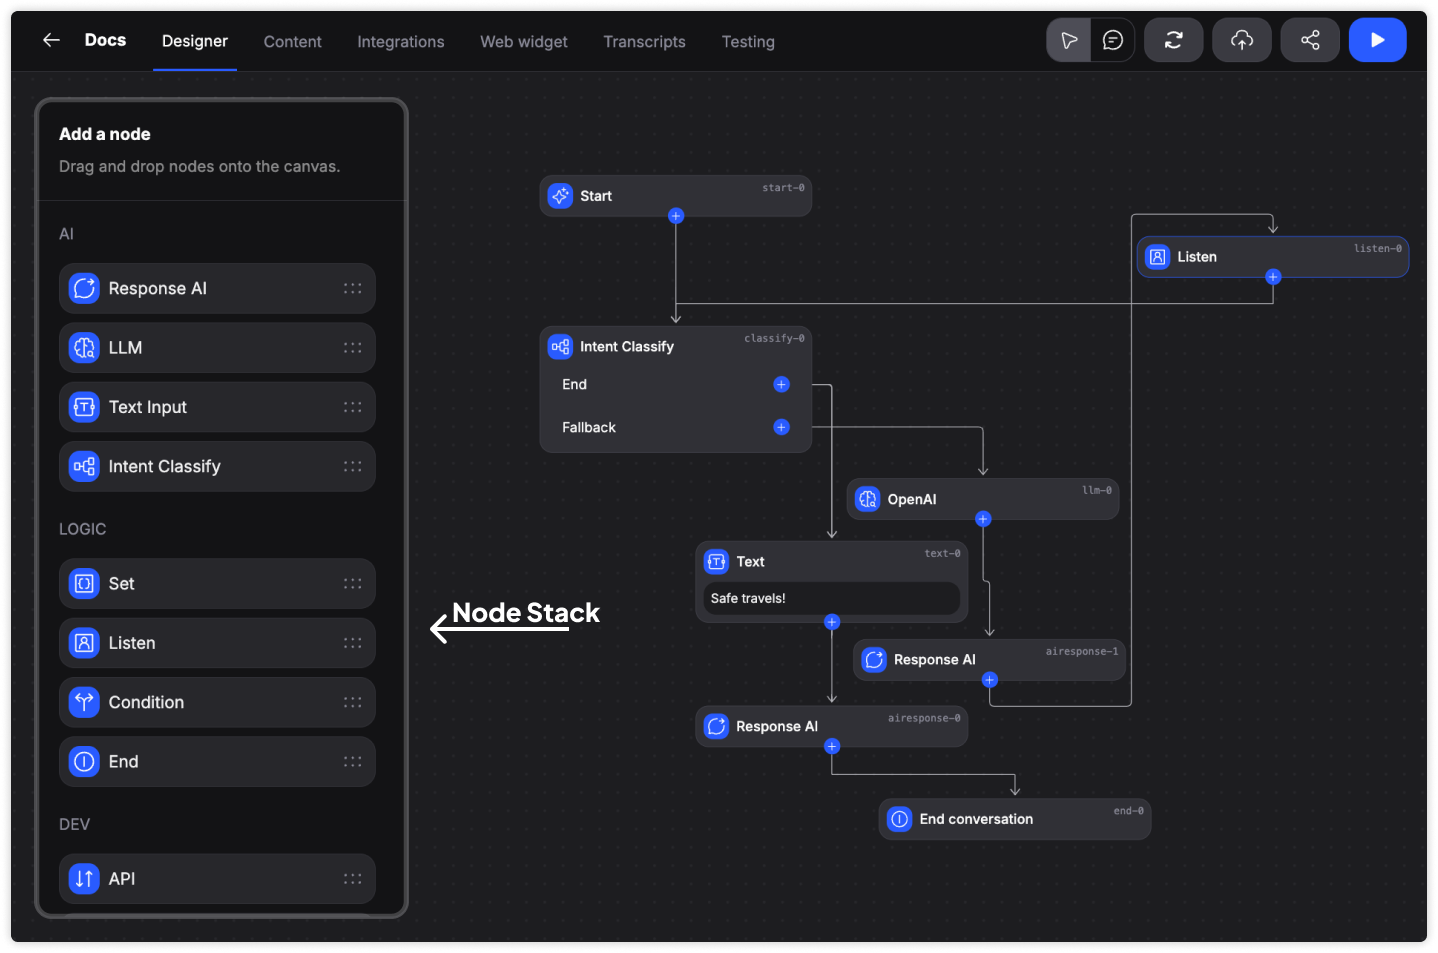 Docs
Designer
Content
Integrations
Web widget
Transcripts
Testing
Add a node
Drag and drop nodes onto the canvas.
AI
Response AI
LLM
Text Input
Intent Classify
LOGIC
Set
Listen
Condition
End
DEV
API
Node Stack
Start
start-0
Listen
listen-0
Intent Classify
classify-0
End
Fallback
OpenAI
llm-0
Text
text-0
Safe travels!
Response AI
airesponse-1
Response AI
airesponse-0
End conversation
end-0